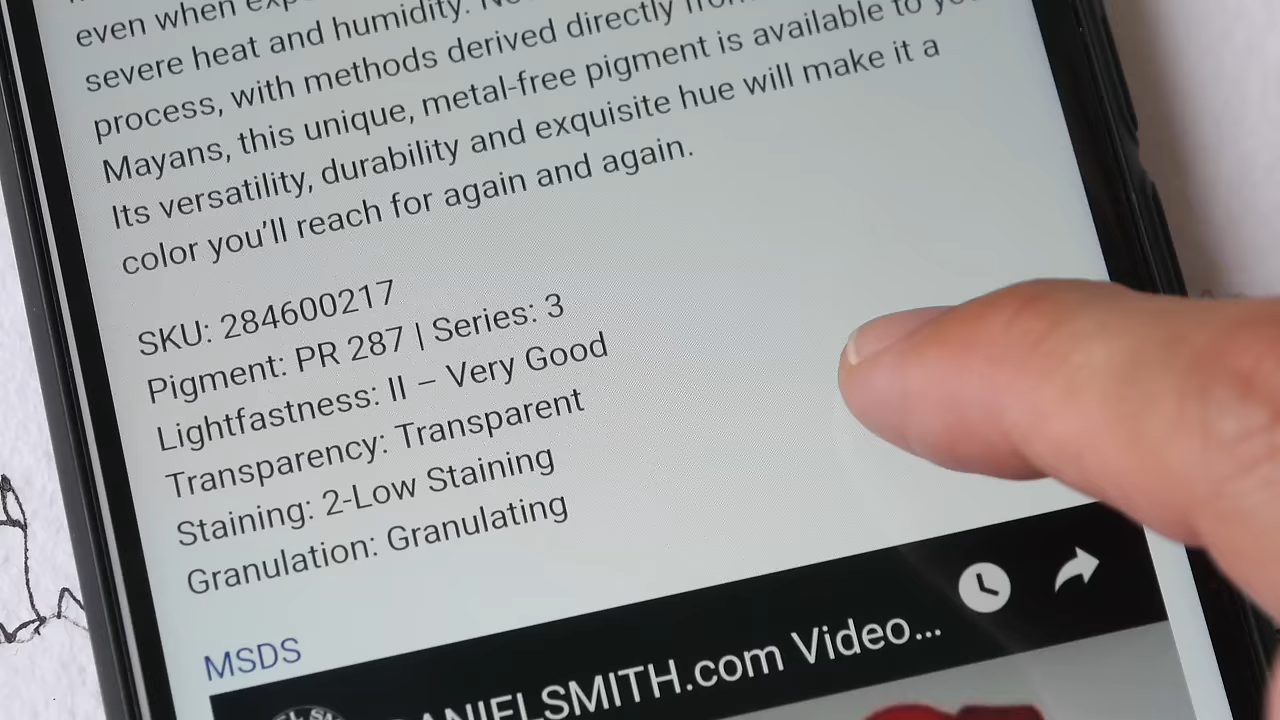 even when
severe heat and humidity.
process, with methods derived directly
Mayans, this unique, metal-free pigment is available to
Its versatility, durability and exquisite hue will make it a
color you’ll reach for again and again.
SKU: 284600217
Pigment: PR 287 | Series: 3
Lightfastness: II – Very Good
Transparency: Transparent
Staining: 2-Low Staining
Granulation: Granulating
MSDS
DANIELSMITH.com Video...